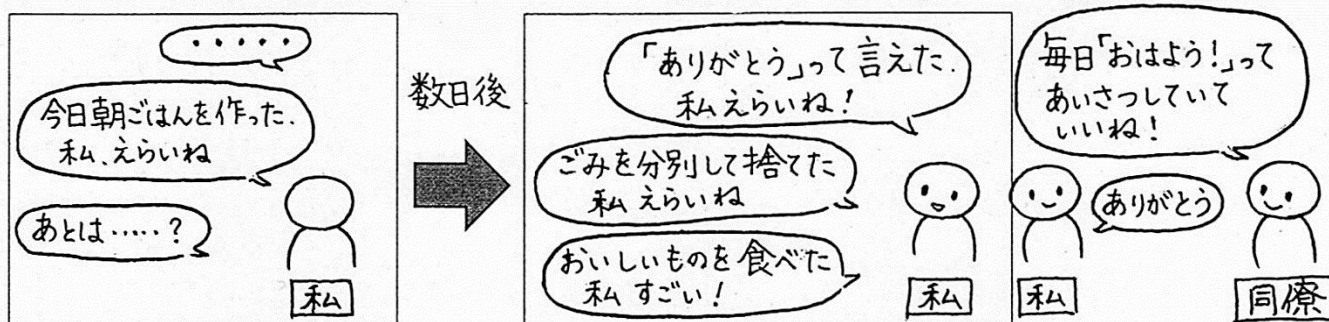 ・・・・・
今日朝ごはんを作った.
私、えらいね
あとは……?
私
数日後
「ありがとう」って言えた.
私えらいね!
ごみを分別して捨てた
私 えらいね
おいしいものを食べた
私 すごい!
私
毎日「おはよう!」って
あいさつしていて
いいね!
ありがとう
私
同僚